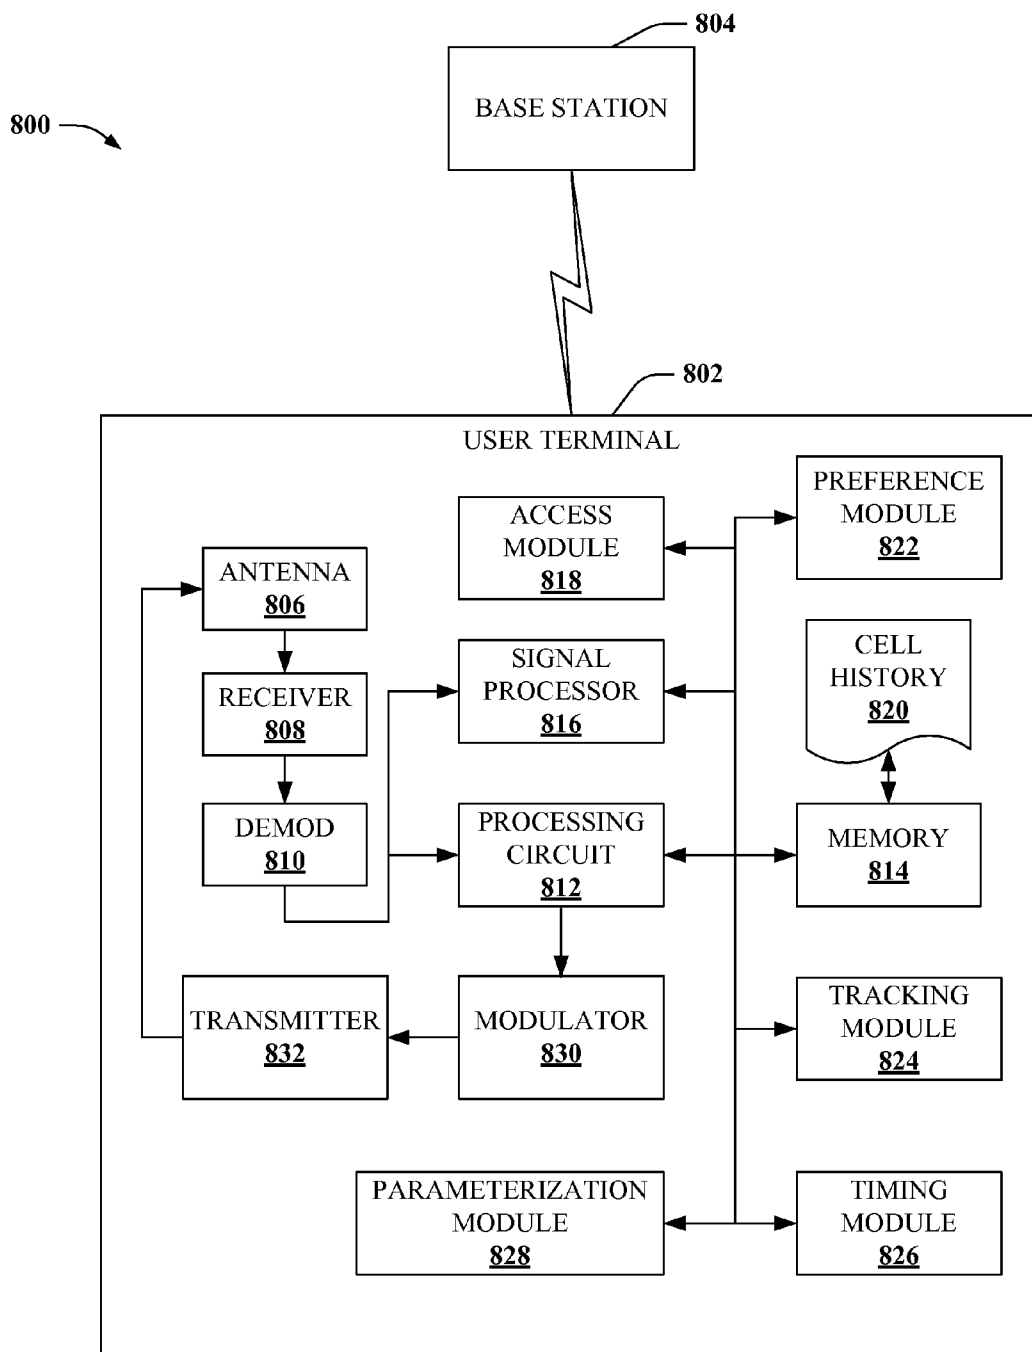 804
BASE STATION
800
802
USER TERMINAL
PREFERENCE
MODULE
822
ACCESS
MODULE
818
ANTENNA
806
SIGNAL
PROCESSOR
816
CELL
HISTORY
820
RECEIVER
808
DEMOD
810
PROCESSING
CIRCUIT
812
MEMORY
814
TRANSMITTER
832
MODULATOR
830
TRACKING
MODULE
824
PARAMETERIZATION
MODULE
828
TIMING
MODULE
826